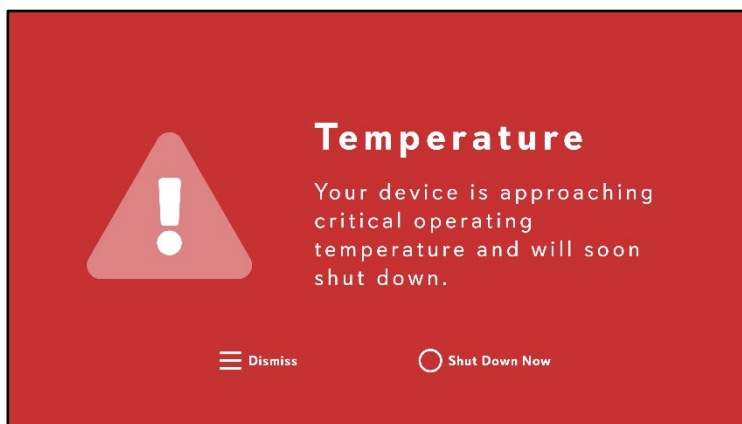 !
Temperature
Your device is approaching
critical operating
temperature and will soon
shut down.
Dismiss
Shut Down Now